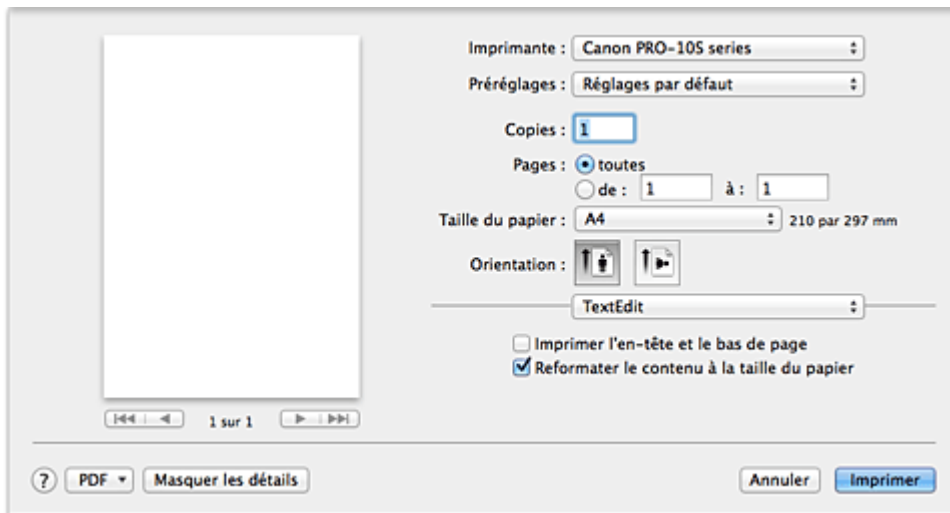 Imprimante : Canon PRO-10S series
Préréglages : Réglages par défaut
Copies : 1
Pages : toutes
de : 1 à : 1
Taille du papier : A4 210 par 297 mm
Orientation :
TextEdit
Imprimer l'en-tête et le bas de page
Reformater le contenu à la taille du papier
1 sur 1
? PDF Masquer les détails Annuler Imprimer